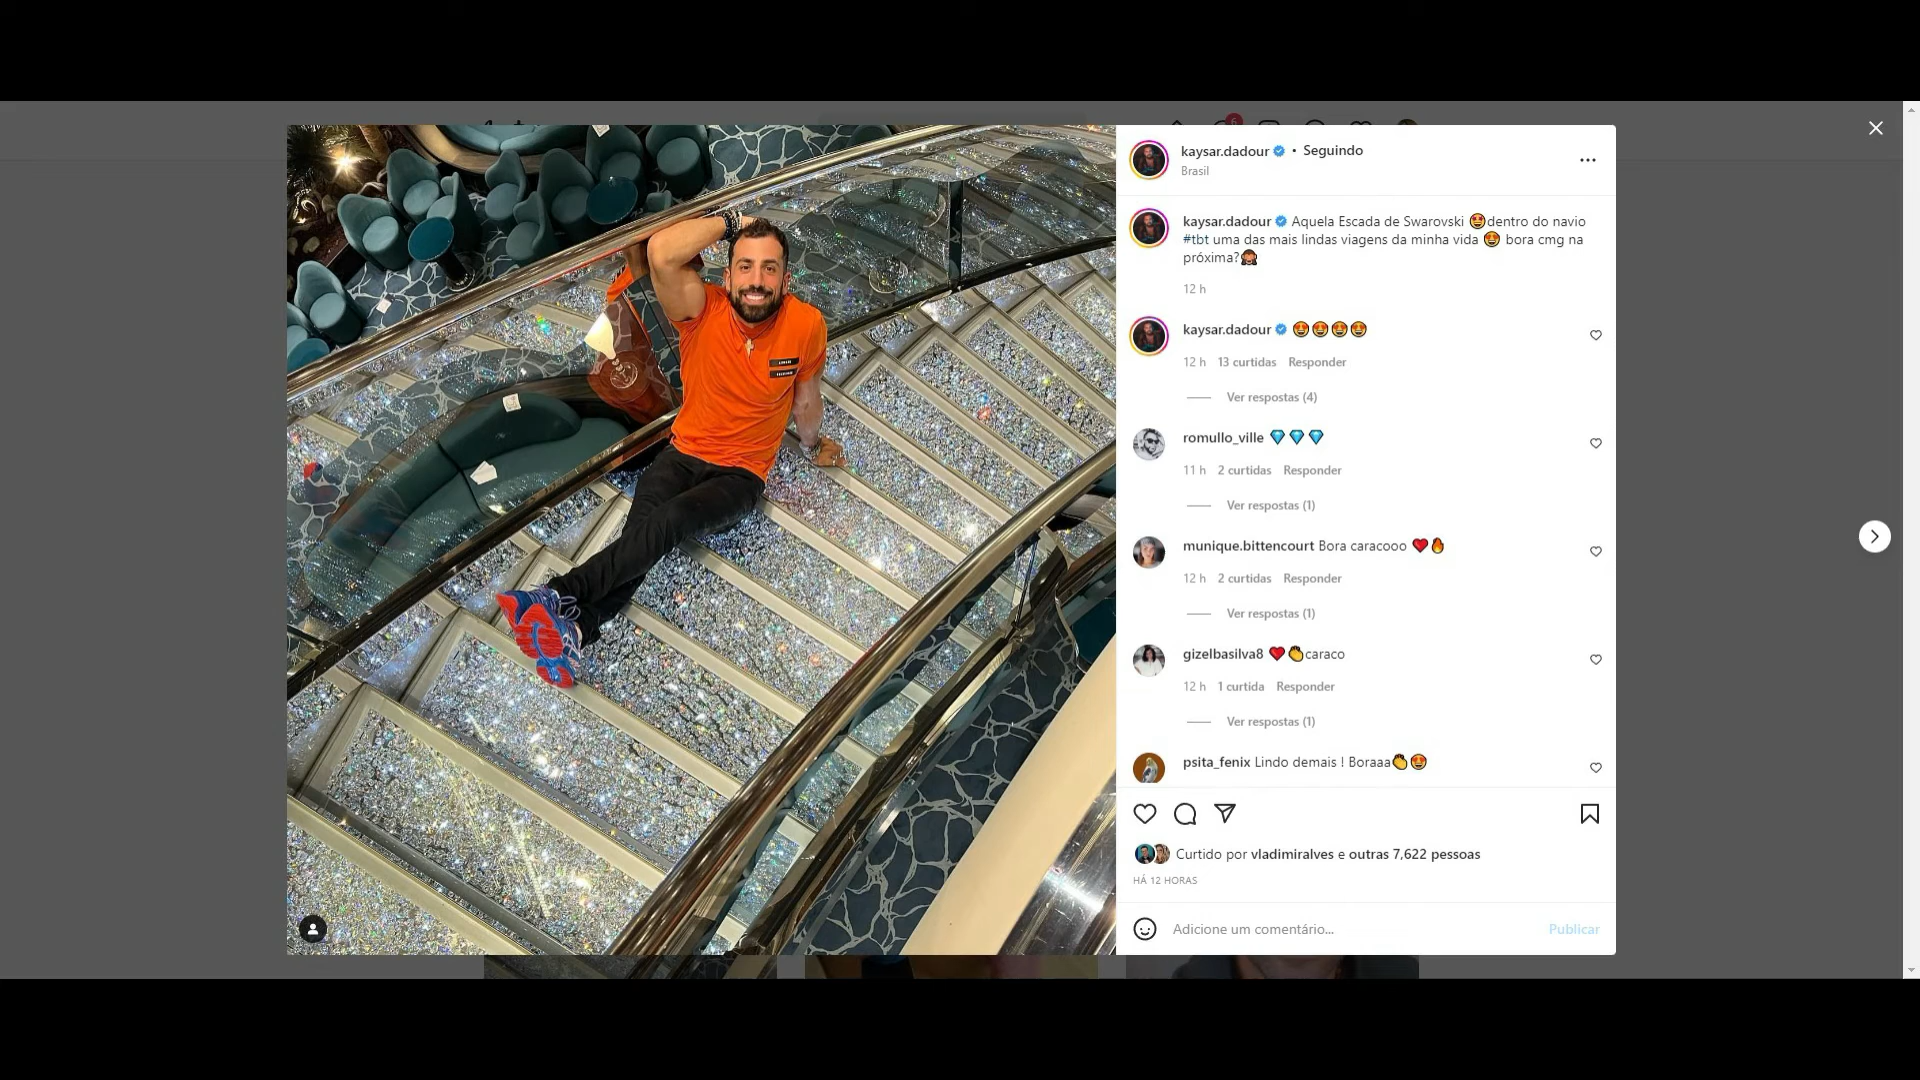 kaysar.dadour • Seguindo
Brasil
kaysar.dadour Aquela Escada de Swarovski 🤩dentro do navio
#tbt uma das mais lindas viagens da minha vida 🤩 bora cmg na
próxima?🙈
12 h
kaysar.dadour 🤩🤩🤩🤩
12 h 13 curtidas Responder
Ver respostas (4)
romullo_ville 💎💎💎
11 h 2 curtidas Responder
Ver respostas (1)
munique.bittencourt Bora caracooo ❤️🔥
12 h 2 curtidas Responder
Ver respostas (1)
gizelbasilva8 ❤️👏caraco
12 h 1 curtida Responder
Ver respostas (1)
psita_fenix Lindo demais ! Boraaa👏🤩
Curtido por vladimiralves e outras 7,622 pessoas
HÁ 12 HORAS
Adicione um comentário...
Publicar